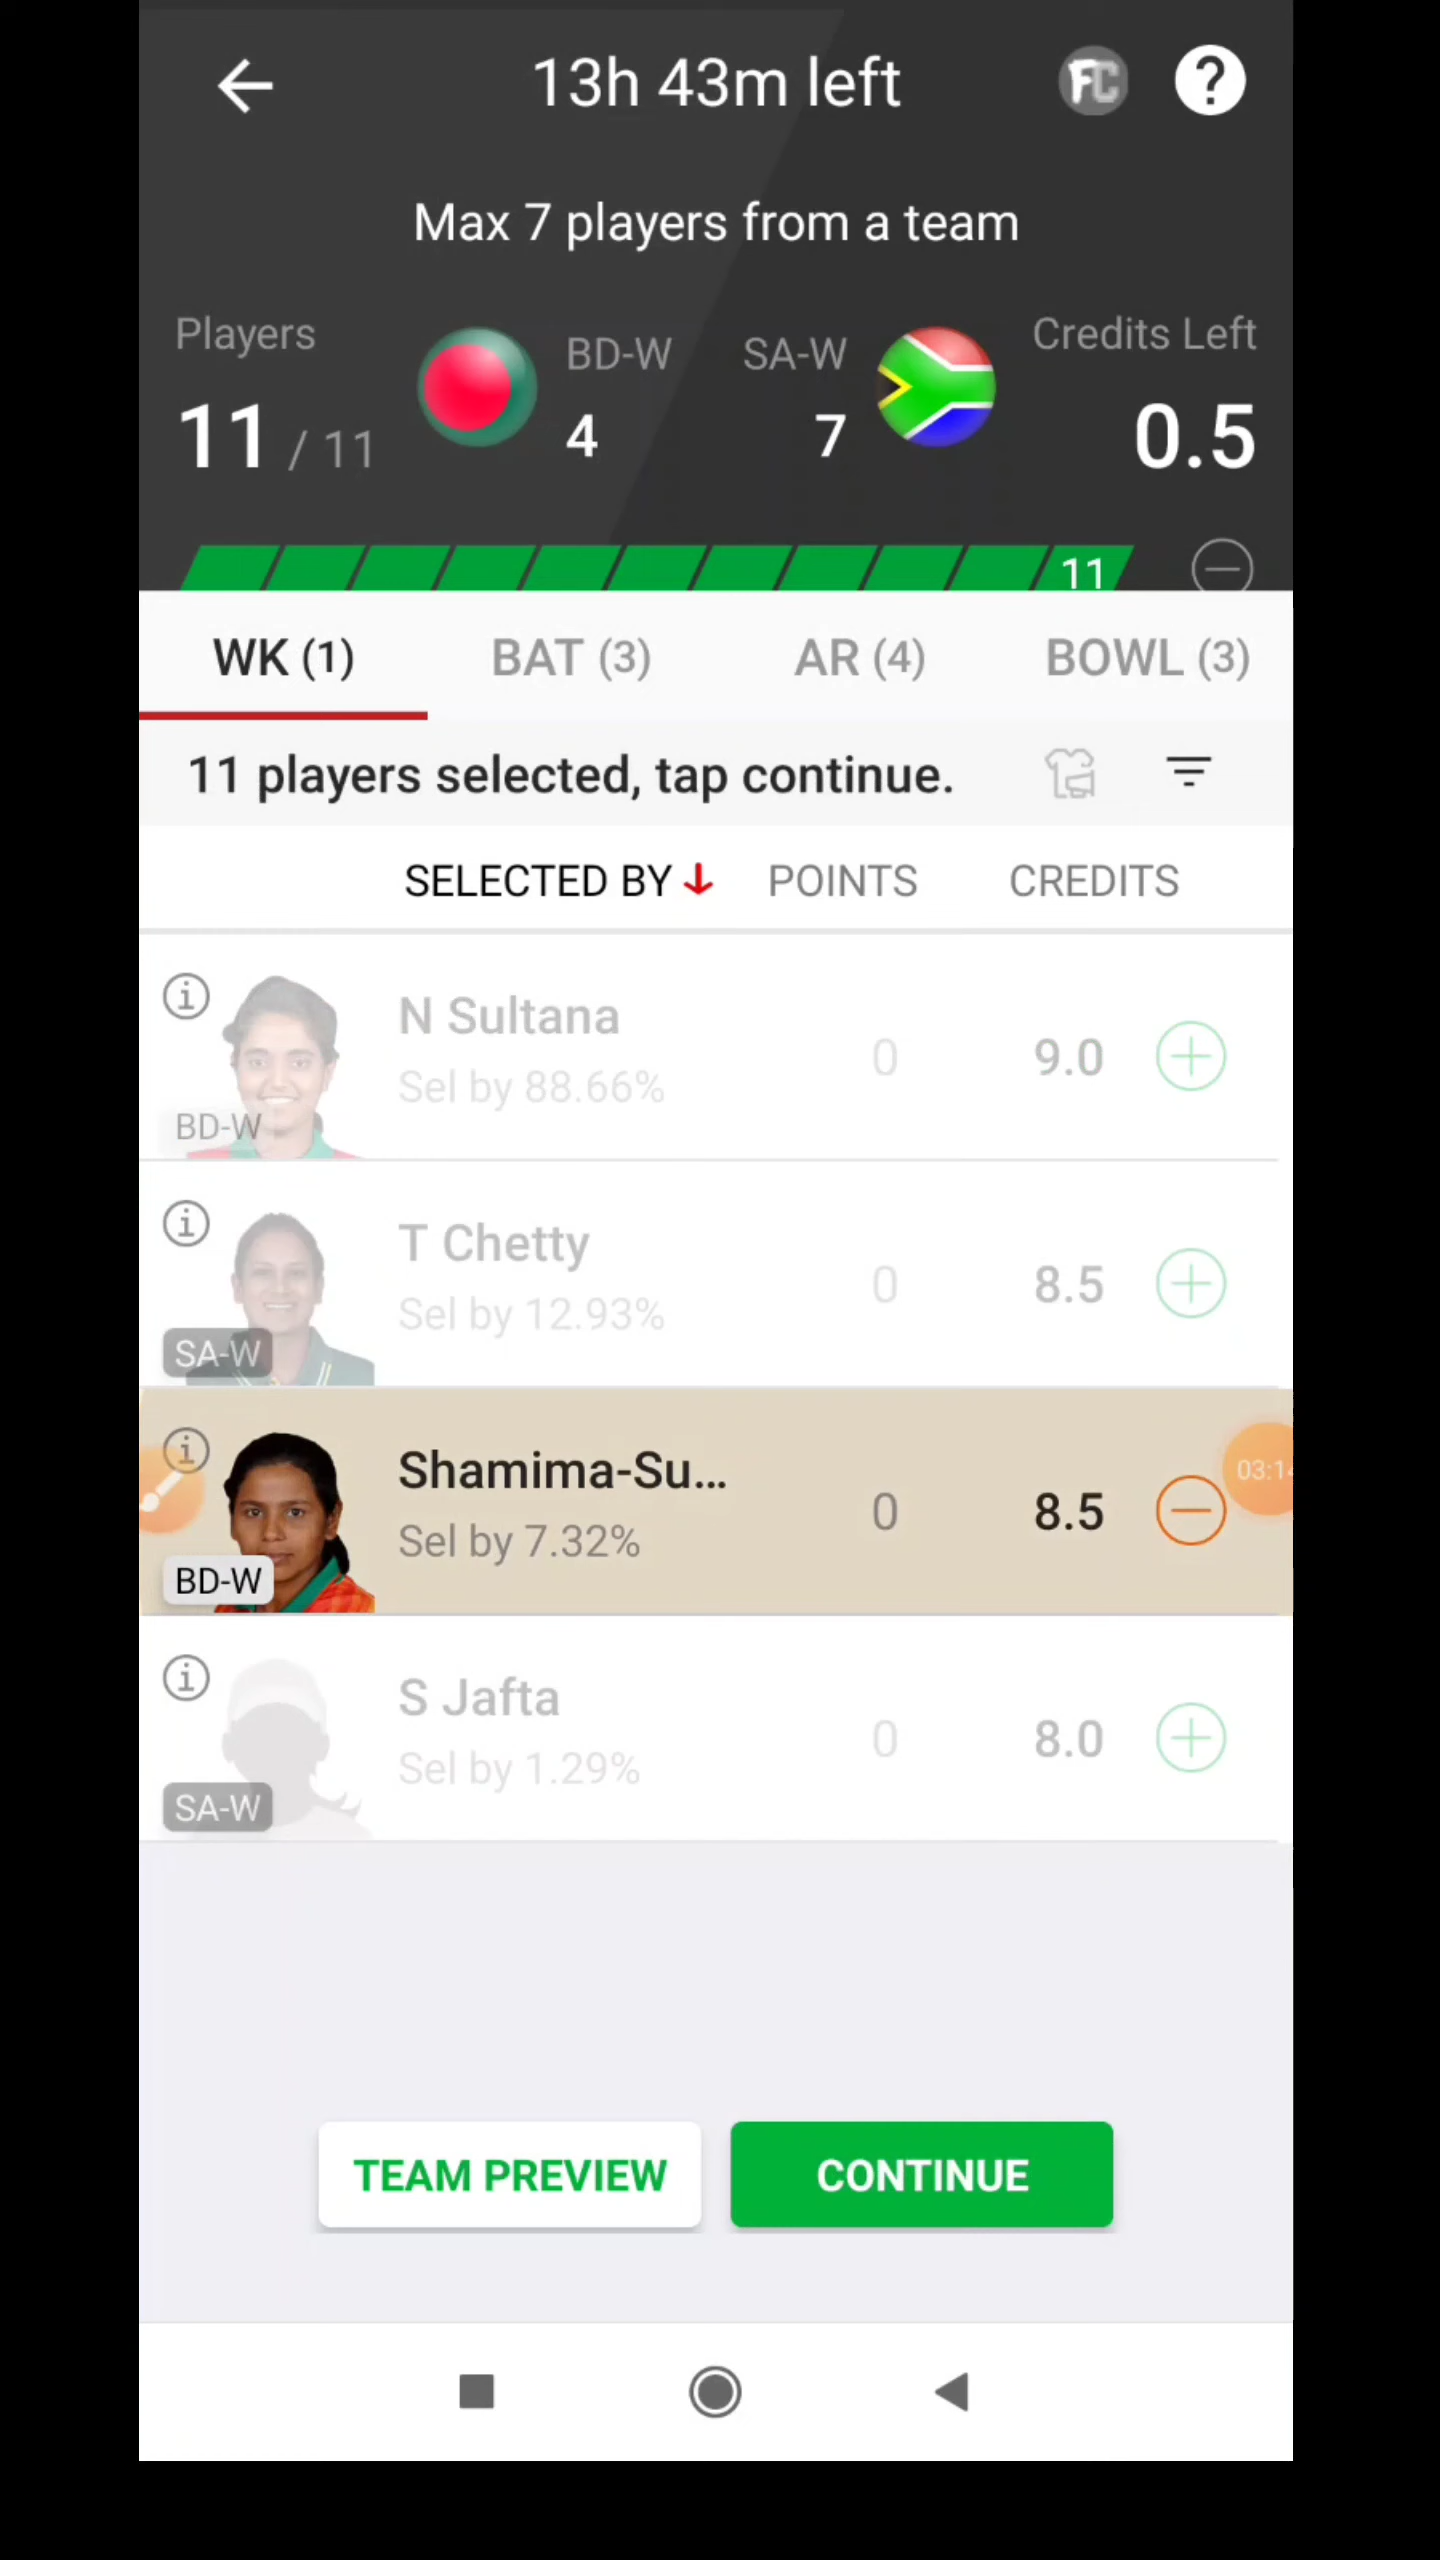 13h 43m left
FC
?
Max 7 players from a team
Players
BD-W
SA-W
Credits Left
11 / 11
4
7
0.5
11
WK (1)
BAT (3)
AR (4)
BOWL (3)
11 players selected, tap continue.
SELECTED BY
POINTS
CREDITS
N Sultana
Sel by 88.66%
0
9.0
BD-W
T Chetty
Sel by 12.93%
0
8.5
SA-W
Shamima-Su...
Sel by 7.32%
0
8.5
03:14
BD-W
S Jafta
Sel by 1.29%
0
8.0
SA-W
TEAM PREVIEW
CONTINUE